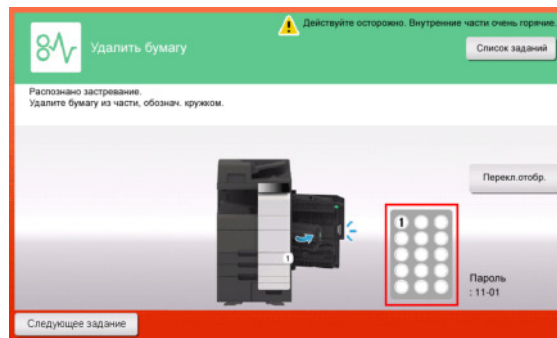 Действуйте осторожно. Внутренние части очень горячие.
Удалить бумагу
Список заданий
Распознано застревание.
Удалите бумагу из части, обознач. кружком.
Перекл.отобр.
1
1
Пароль
: 11-01
Следующее задание